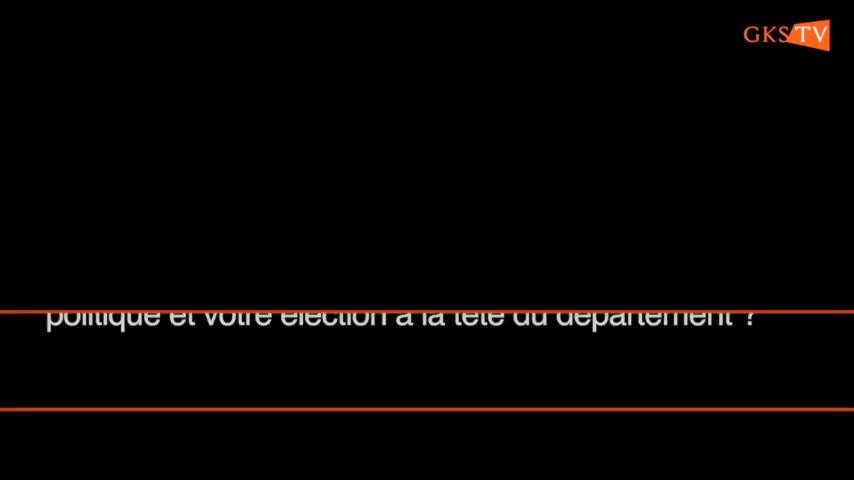 GKS TV
politique et votre élection à la tête du département ?